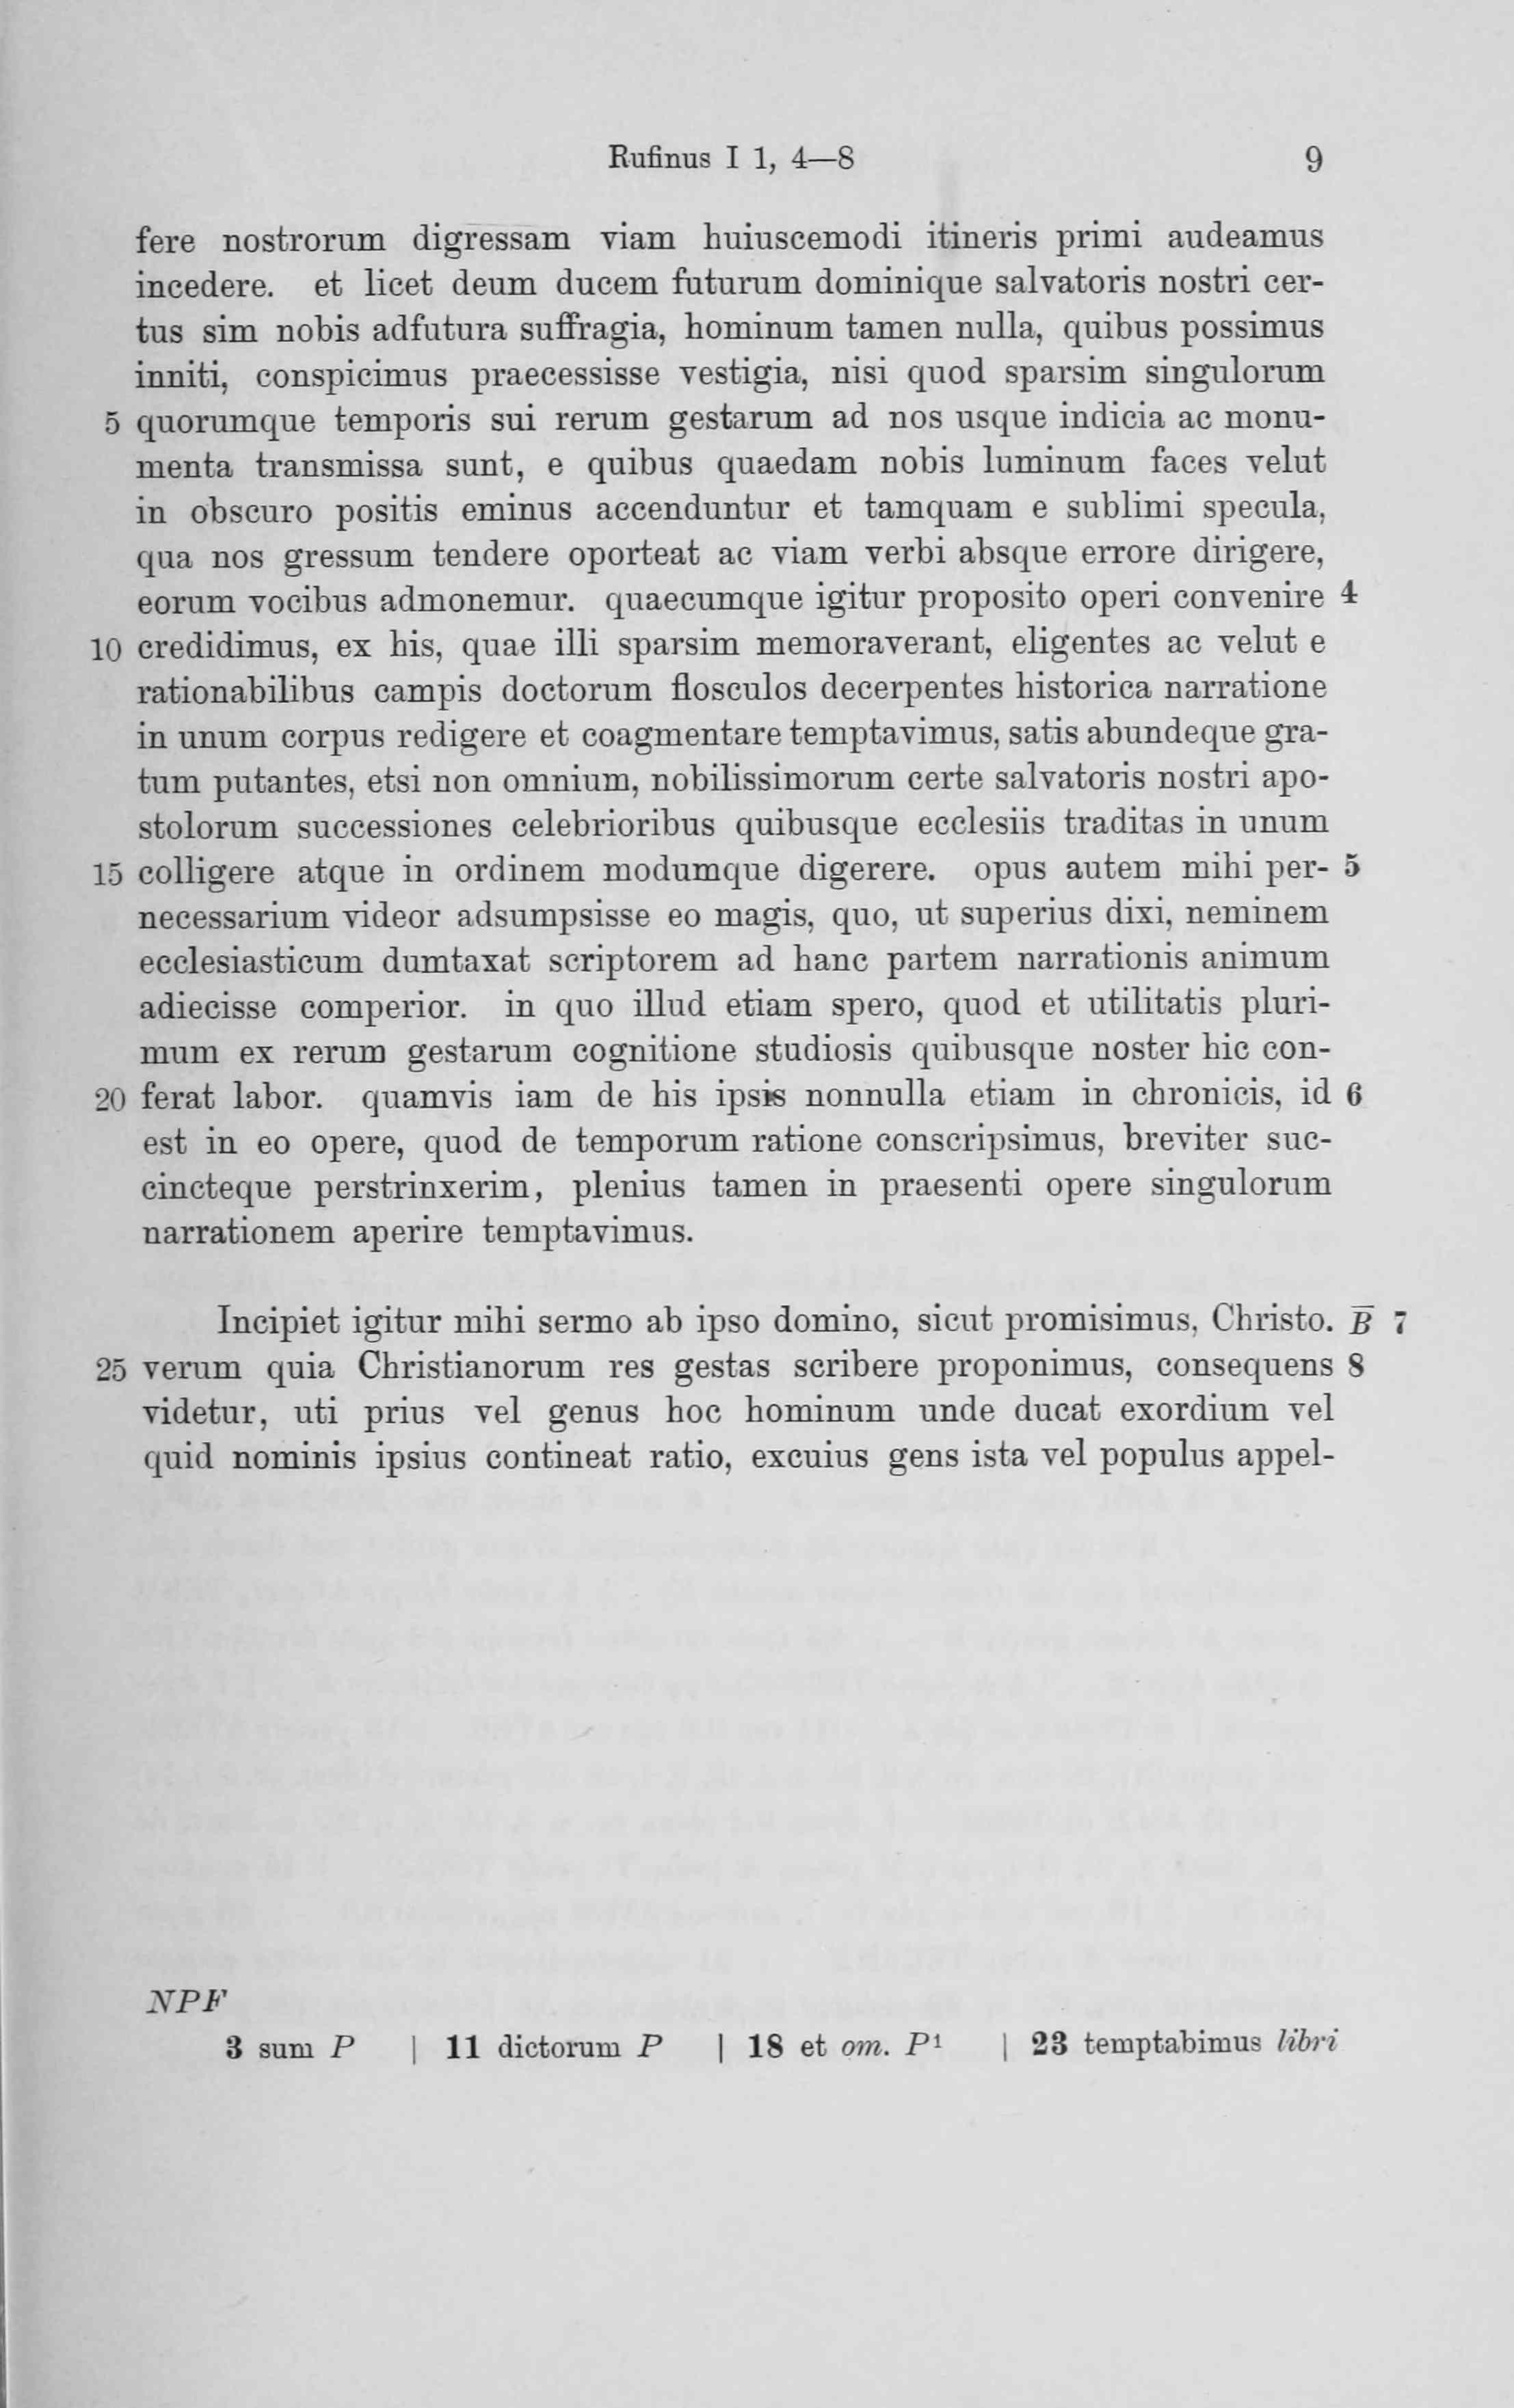 Rufinus I 1, 4—8 9
fere nostrorum digressam viam huiuscemodi itineris primi audeamus
incedere. et licet deum ducem futurum dominique salvatoris nostri cer-
tus sim nobis adfutura suffragia, hominum tamen nulla, quibus possimus
inniti, conspicimus praecessisse vestigia, nisi quod sparsim singulorum
5 quorumque temporis sui rerum gestarum ad nos usque indicia ac monu-
menta transmissa sunt, e quibus quaedam nobis luminum faces velut
in obscuro positis eminus accenduntur et tamquam e sublimi specula,
qua nos gressum tendere oporteat ac viam verbi absque errore dirigere,
eorum vocibus admonemur. quaecumque igitur proposito operi convenire 4
10 credidimus, ex his, quae illi sparsim memoraverant, eligentes ac velut e
rationabilibus campis doctorum flosculos decerpentes historica narratione
in unum corpus redigere et coagmentare temptavimus, satis abundeque gra-
tum putantes, etsi non omnium, nobilissimorum certe salvatoris nostri apo-
stolorum successiones celebrioribus quibusque ecclesiis traditas in unum
15 colligere atque in ordinem modumque digerere. opus autem mihi per- 5
necessarium videor adsumpsisse eo magis, quo, ut superius dixi, neminem
ecclesiasticum dumtaxat scriptorem ad hanc partem narrationis animum
adiecisse comperior. in quo illud etiam spero, quod et utilitatis pluri-
mum ex rerum gestarum cognitione studiosis quibusque noster hic con-
20 ferat labor. quamvis iam de his ipsis nonnulla etiam in chronicis, id 6
est in eo opere, quod de temporum ratione conscripsimus, breviter suc-
cincteque perstrinxerim, plenius tamen in praesenti opere singulorum
narrationem aperire temptavimus.
Incipiet igitur mihi sermo ab ipso domino, sicut promisimus, Christo. B̅ 7
25 verum quia Christianorum res gestas scribere proponimus, consequens 8
videtur, uti prius vel genus hoc hominum unde ducat exordium vel
quid nominis ipsius contineat ratio, excuius gens ista vel populus appel-
NPF
3 sum P | 11 dictorum P | 18 et om. P¹ | 23 temptabimus libri